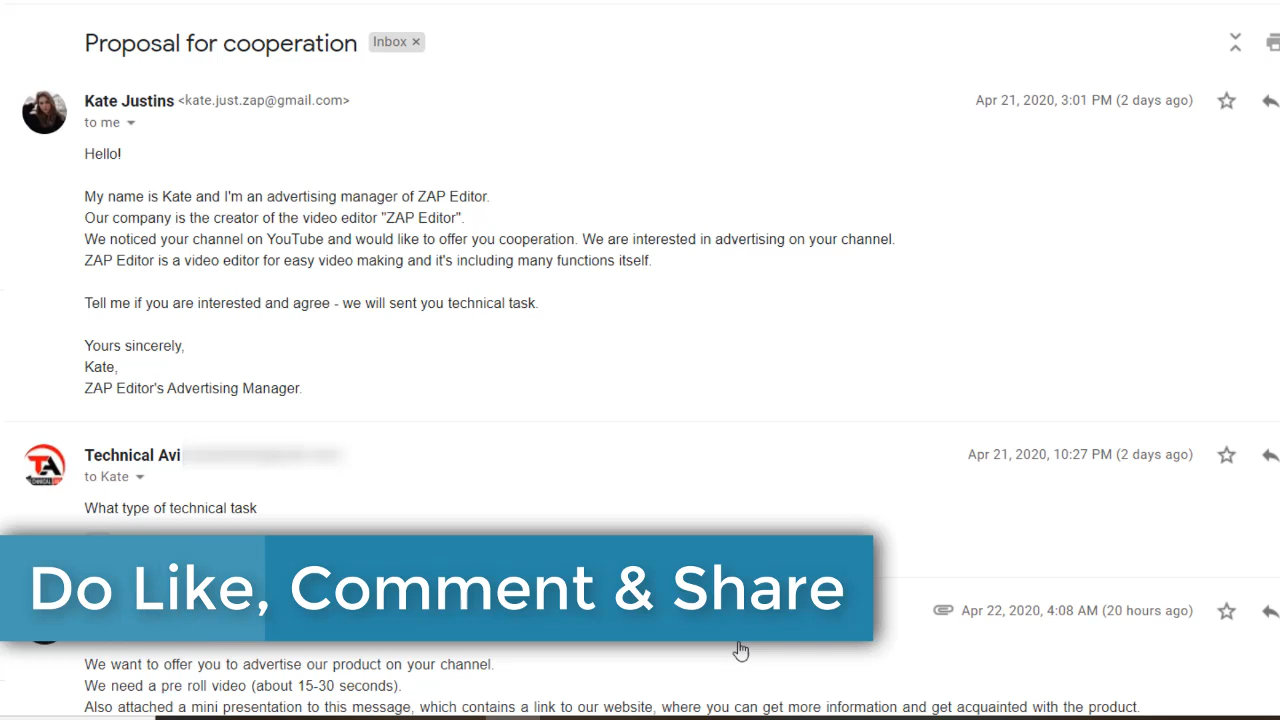 Proposal for cooperation Inbox ×
Kate Justins <kate.just.zap@gmail.com> Apr 21, 2020, 3:01 PM (2 days ago)
to me
Hello!
My name is Kate and I'm an advertising manager of ZAP Editor.
Our company is the creator of the video editor "ZAP Editor".
We noticed your channel on YouTube and would like to offer you cooperation. We are interested in advertising on your channel.
ZAP Editor is a video editor for easy video making and it's including many functions itself.
Tell me if you are interested and agree - we will sent you technical task.
Yours sincerely,
Kate,
ZAP Editor's Advertising Manager.
TA
Technical Avi Apr 21, 2020, 10:27 PM (2 days ago)
to Kate
What type of technical task
Do Like, Comment & Share
Apr 22, 2020, 4:08 AM (20 hours ago)
We want to offer you to advertise our product on your channel.
We need a pre roll video (about 15-30 seconds).
Also attached a mini presentation to this message, which contains a link to our website, where you can get more information and get acquainted with the product.